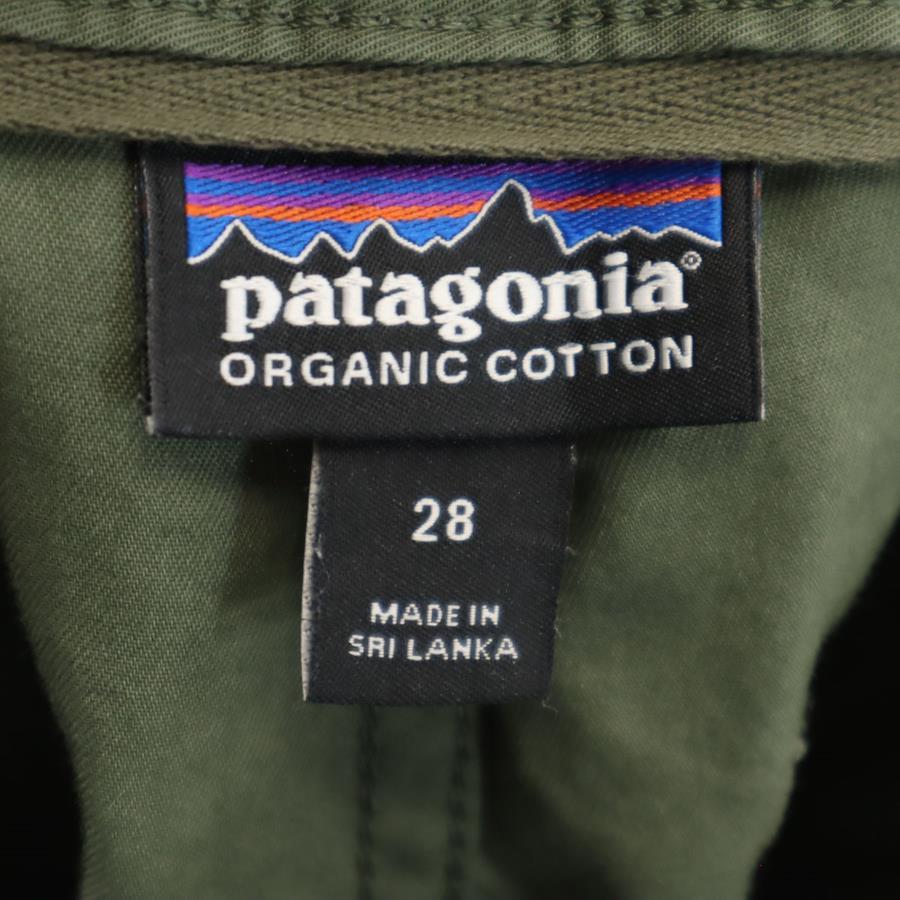 patagonia®
ORGANIC COTTON
28
MADE IN
SRI LANKA